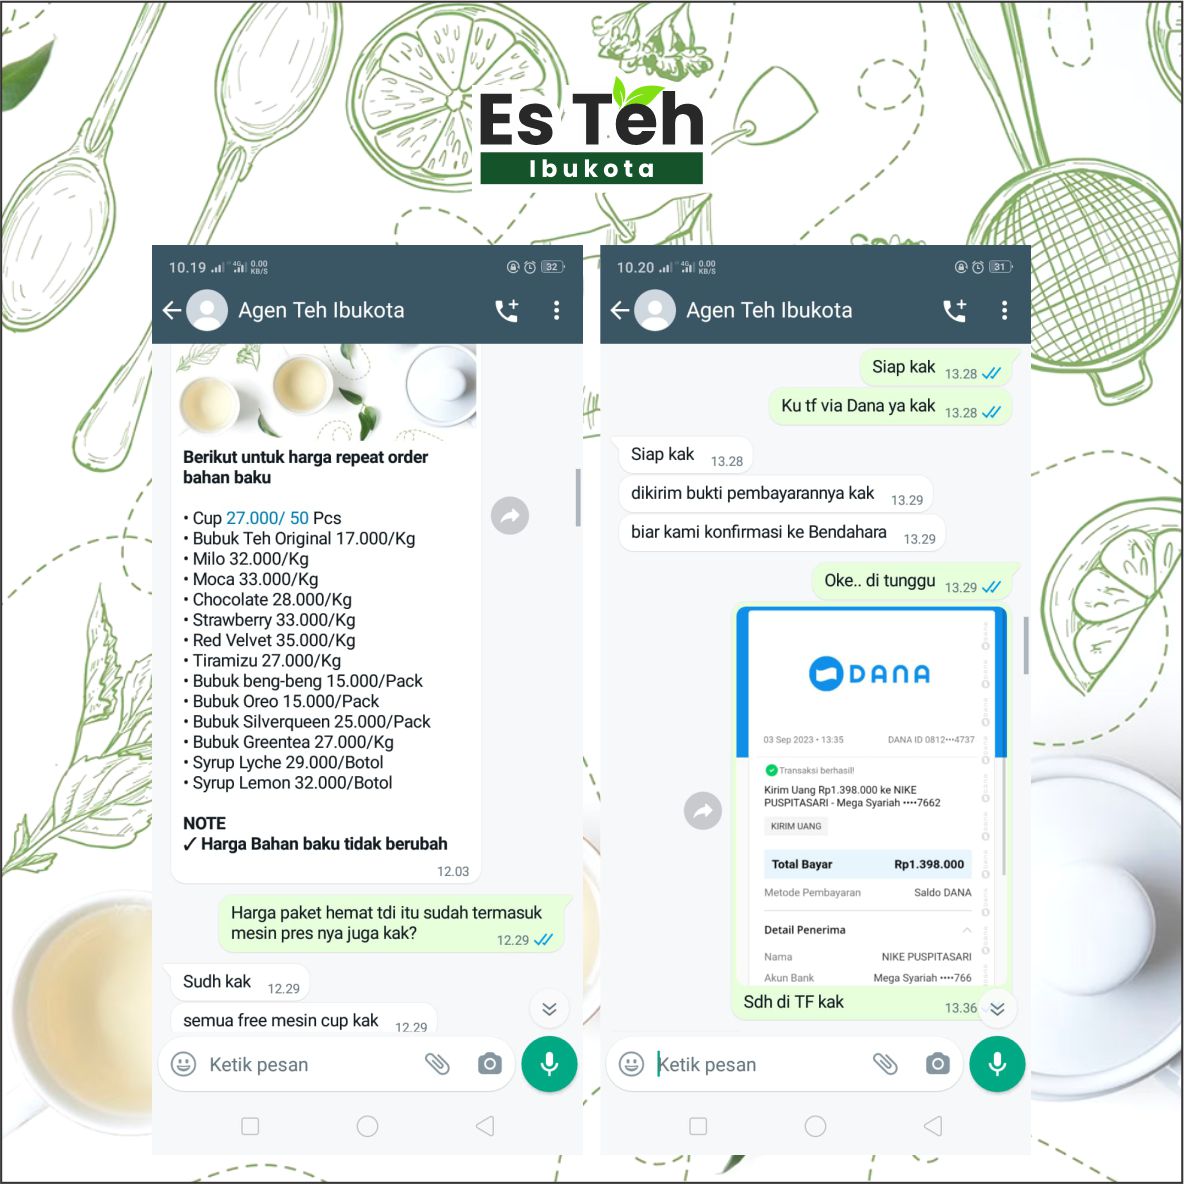 Es Teh
Ibukota
10.19 4G 0.00 KB/S 32
Agen Teh Ibukota
Berikut untuk harga repeat order
bahan baku
• Cup 27.000/ 50 Pcs
• Bubuk Teh Original 17.000/Kg
• Milo 32.000/Kg
• Moca 33.000/Kg
• Chocolate 28.000/Kg
• Strawberry 33.000/Kg
• Red Velvet 35.000/Kg
• Tiramizu 27.000/Kg
• Bubuk beng-beng 15.000/Pack
• Bubuk Oreo 15.000/Pack
• Bubuk Silverqueen 25.000/Pack
• Bubuk Greentea 27.000/Kg
• Syrup Lyche 29.000/Botol
• Syrup Lemon 32.000/Botol
NOTE
✓ Harga Bahan baku tidak berubah
12.03
Harga paket hemat tdi itu sudah termasuk
mesin pres nya juga kak?
12.29
Sudh kak 12.29
semua free mesin cup kak 12.29
Ketik pesan
10.20 4G 0.00 KB/S 31
Agen Teh Ibukota
Siap kak 13.28
Ku tf via Dana ya kak 13.28
Siap kak 13.28
dikirim bukti pembayarannya kak 13.29
biar kami konfirmasi ke Bendahara 13.29
Oke.. di tunggu 13.29
DANA
03 Sep 2023 • 13:35 DANA ID 0812•••4737
Transaksi berhasil!
Kirim Uang Rp1.398.000 ke NIKE
PUSPITASARI - Mega Syariah ••••7662
KIRIM UANG
Total Bayar Rp1.398.000
Metode Pembayaran Saldo DANA
Detail Penerima
Nama NIKE PUSPITASARI
Akun Bank Mega Syariah ••••766
Sdh di TF kak 13.36
Ketik pesan